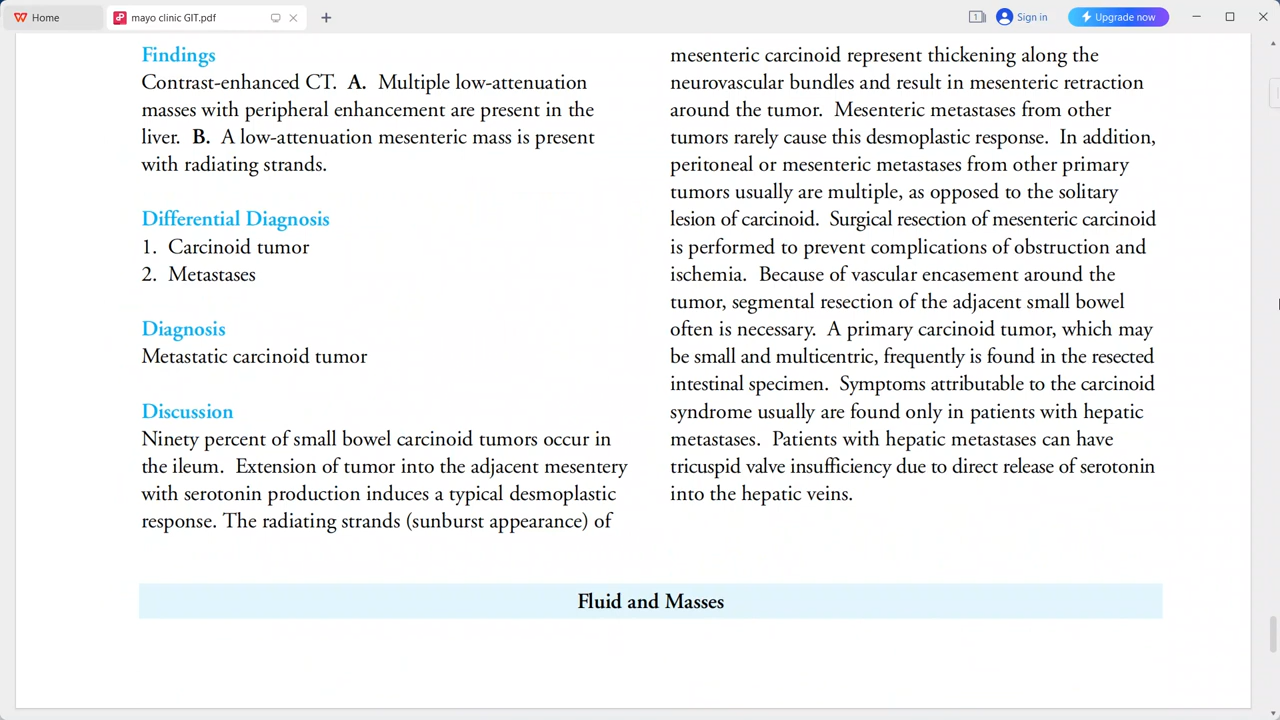 Home
mayo clinic GIT.pdf
1
Sign in
Upgrade now
Findings
Contrast-enhanced CT. A. Multiple low-attenuation
masses with peripheral enhancement are present in the
liver. B. A low-attenuation mesenteric mass is present
with radiating strands.
Differential Diagnosis
1. Carcinoid tumor
2. Metastases
Diagnosis
Metastatic carcinoid tumor
Discussion
Ninety percent of small bowel carcinoid tumors occur in
the ileum. Extension of tumor into the adjacent mesentery
with serotonin production induces a typical desmoplastic
response. The radiating strands (sunburst appearance) of
mesenteric carcinoid represent thickening along the
neurovascular bundles and result in mesenteric retraction
around the tumor. Mesenteric metastases from other
tumors rarely cause this desmoplastic response. In addition,
peritoneal or mesenteric metastases from other primary
tumors usually are multiple, as opposed to the solitary
lesion of carcinoid. Surgical resection of mesenteric carcinoid
is performed to prevent complications of obstruction and
ischemia. Because of vascular encasement around the
tumor, segmental resection of the adjacent small bowel
often is necessary. A primary carcinoid tumor, which may
be small and multicentric, frequently is found in the resected
intestinal specimen. Symptoms attributable to the carcinoid
syndrome usually are found only in patients with hepatic
metastases. Patients with hepatic metastases can have
tricuspid valve insufficiency due to direct release of serotonin
into the hepatic veins.
Fluid and Masses